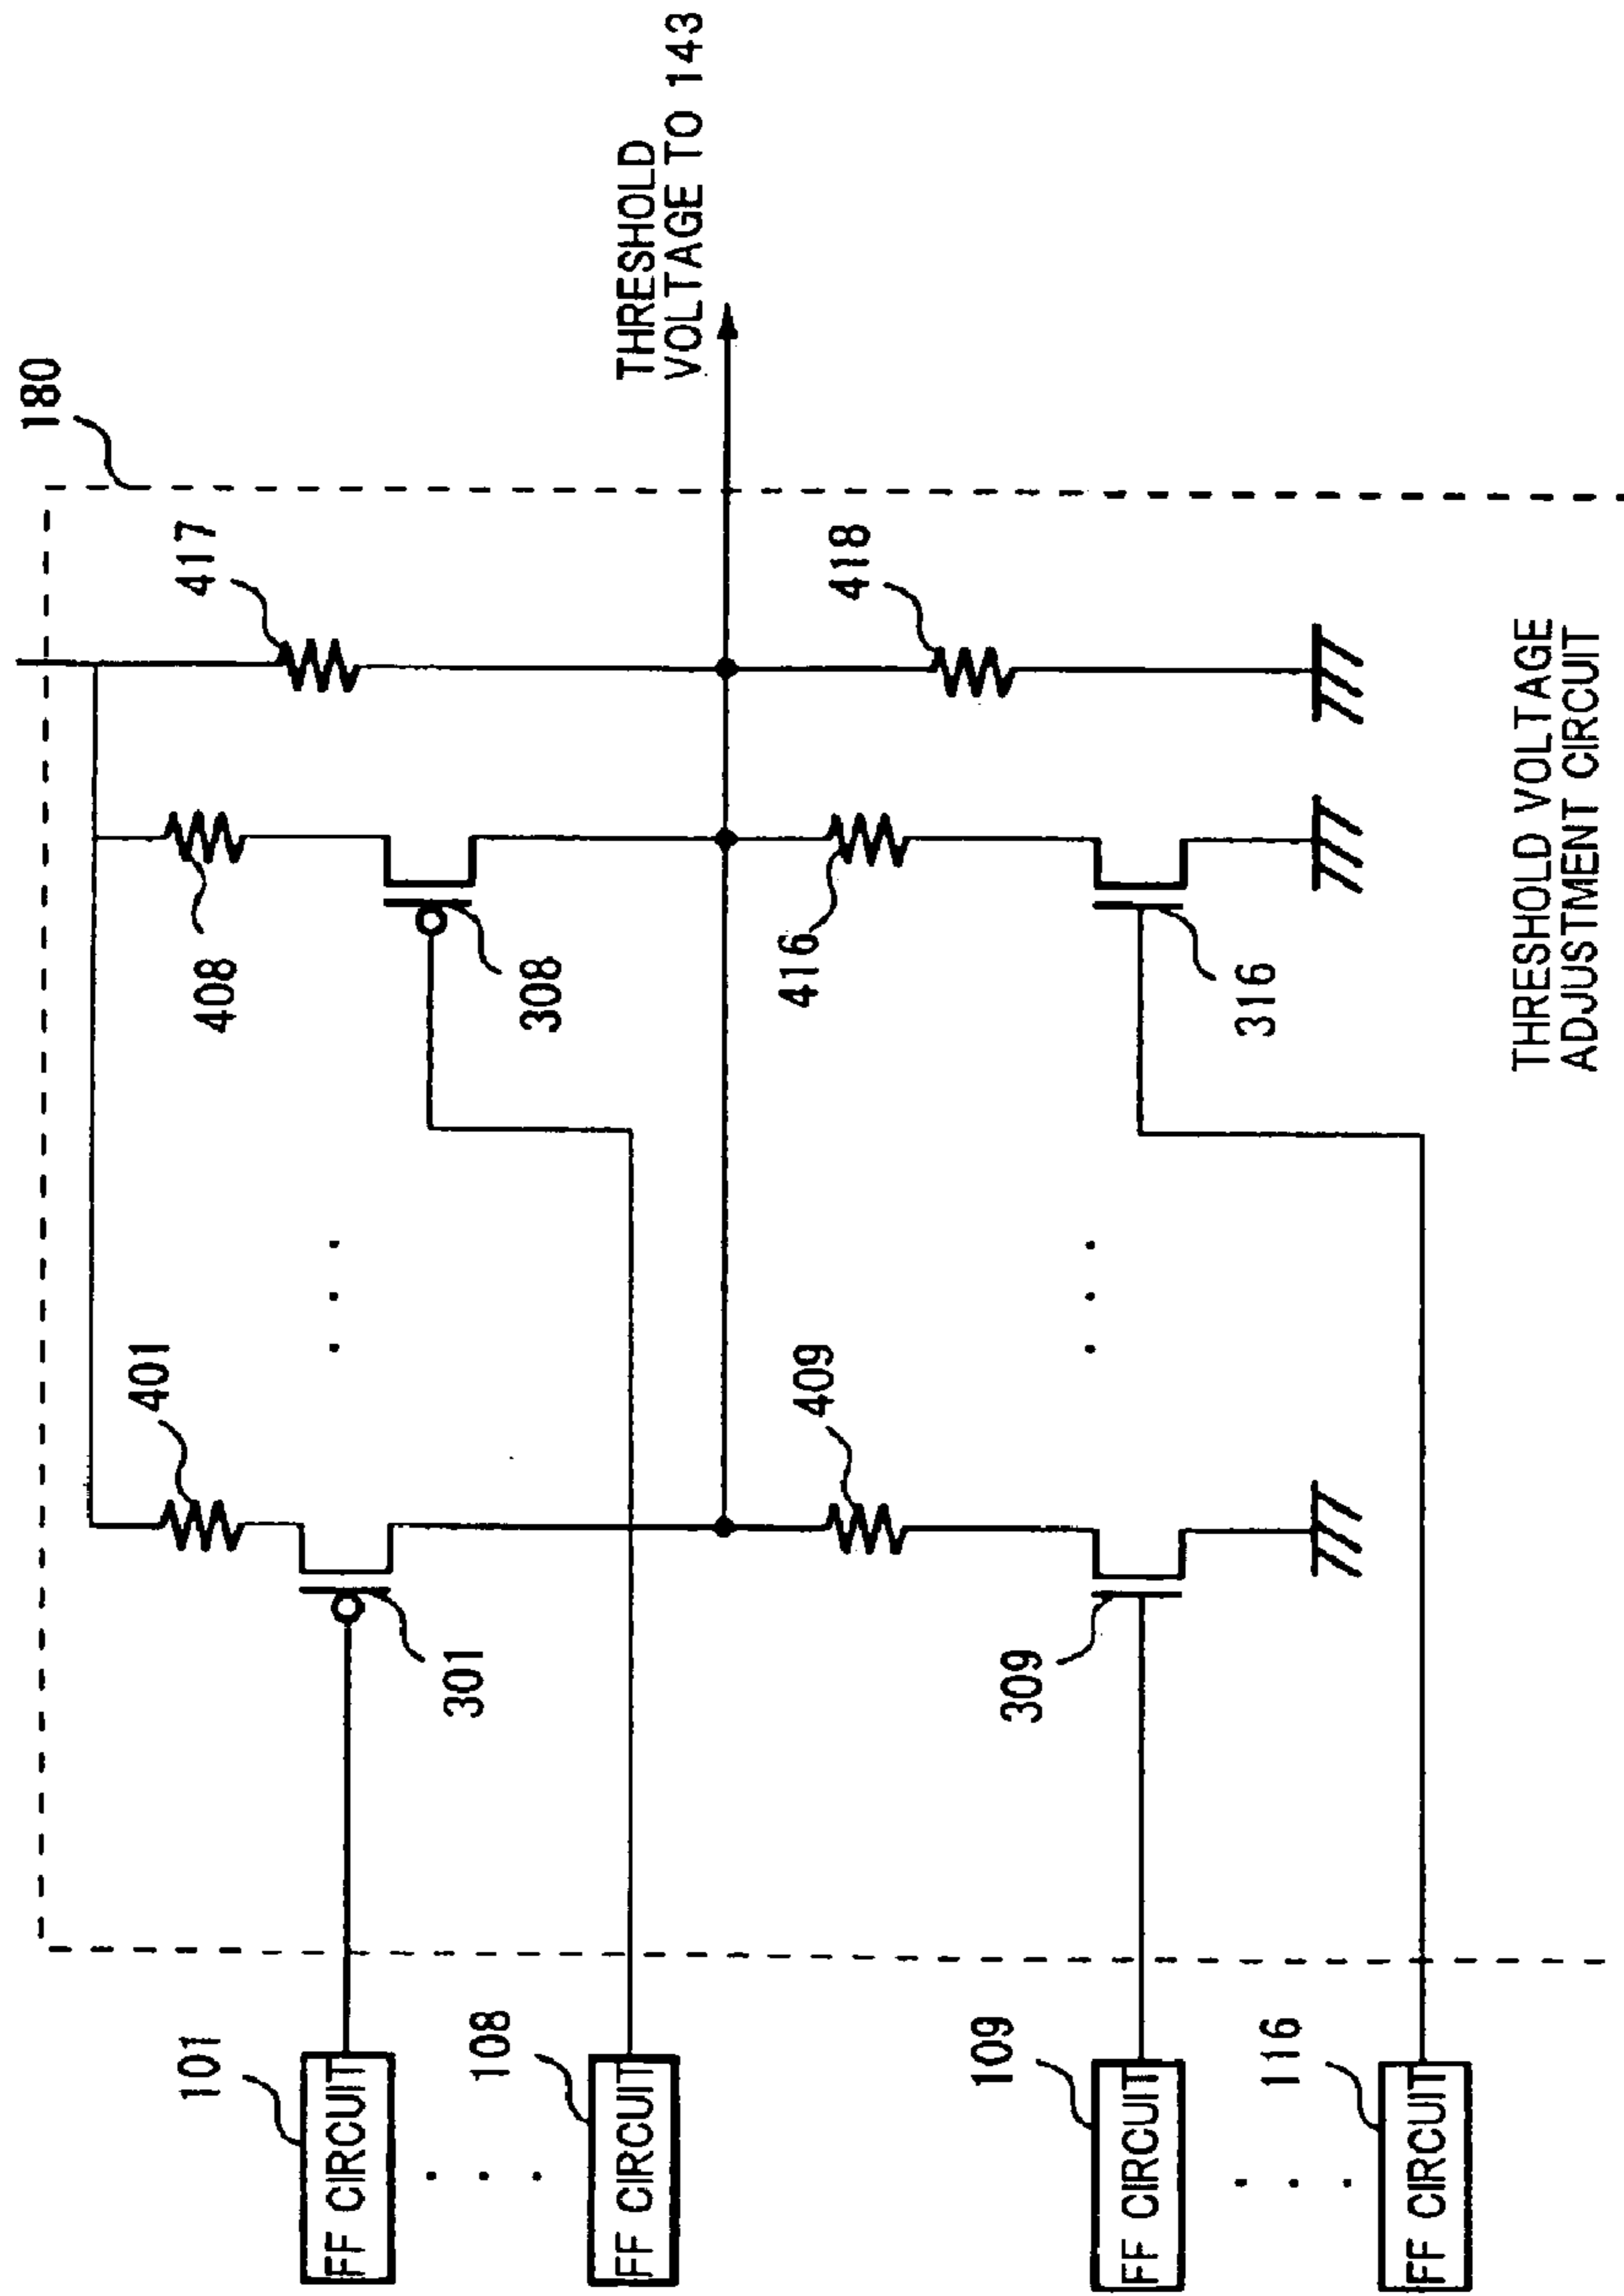 180
THRESHOLD
VOLTAGE TO 143
417
418
408
308
416
316
401
301
409
309
101
FF CIRCUIT
108
FF CIRCUIT
109
FF CIRCUIT
116
FF CIRCUIT
THRESHOLD VOLTAGE
ADJUSTMENT CIRCUIT